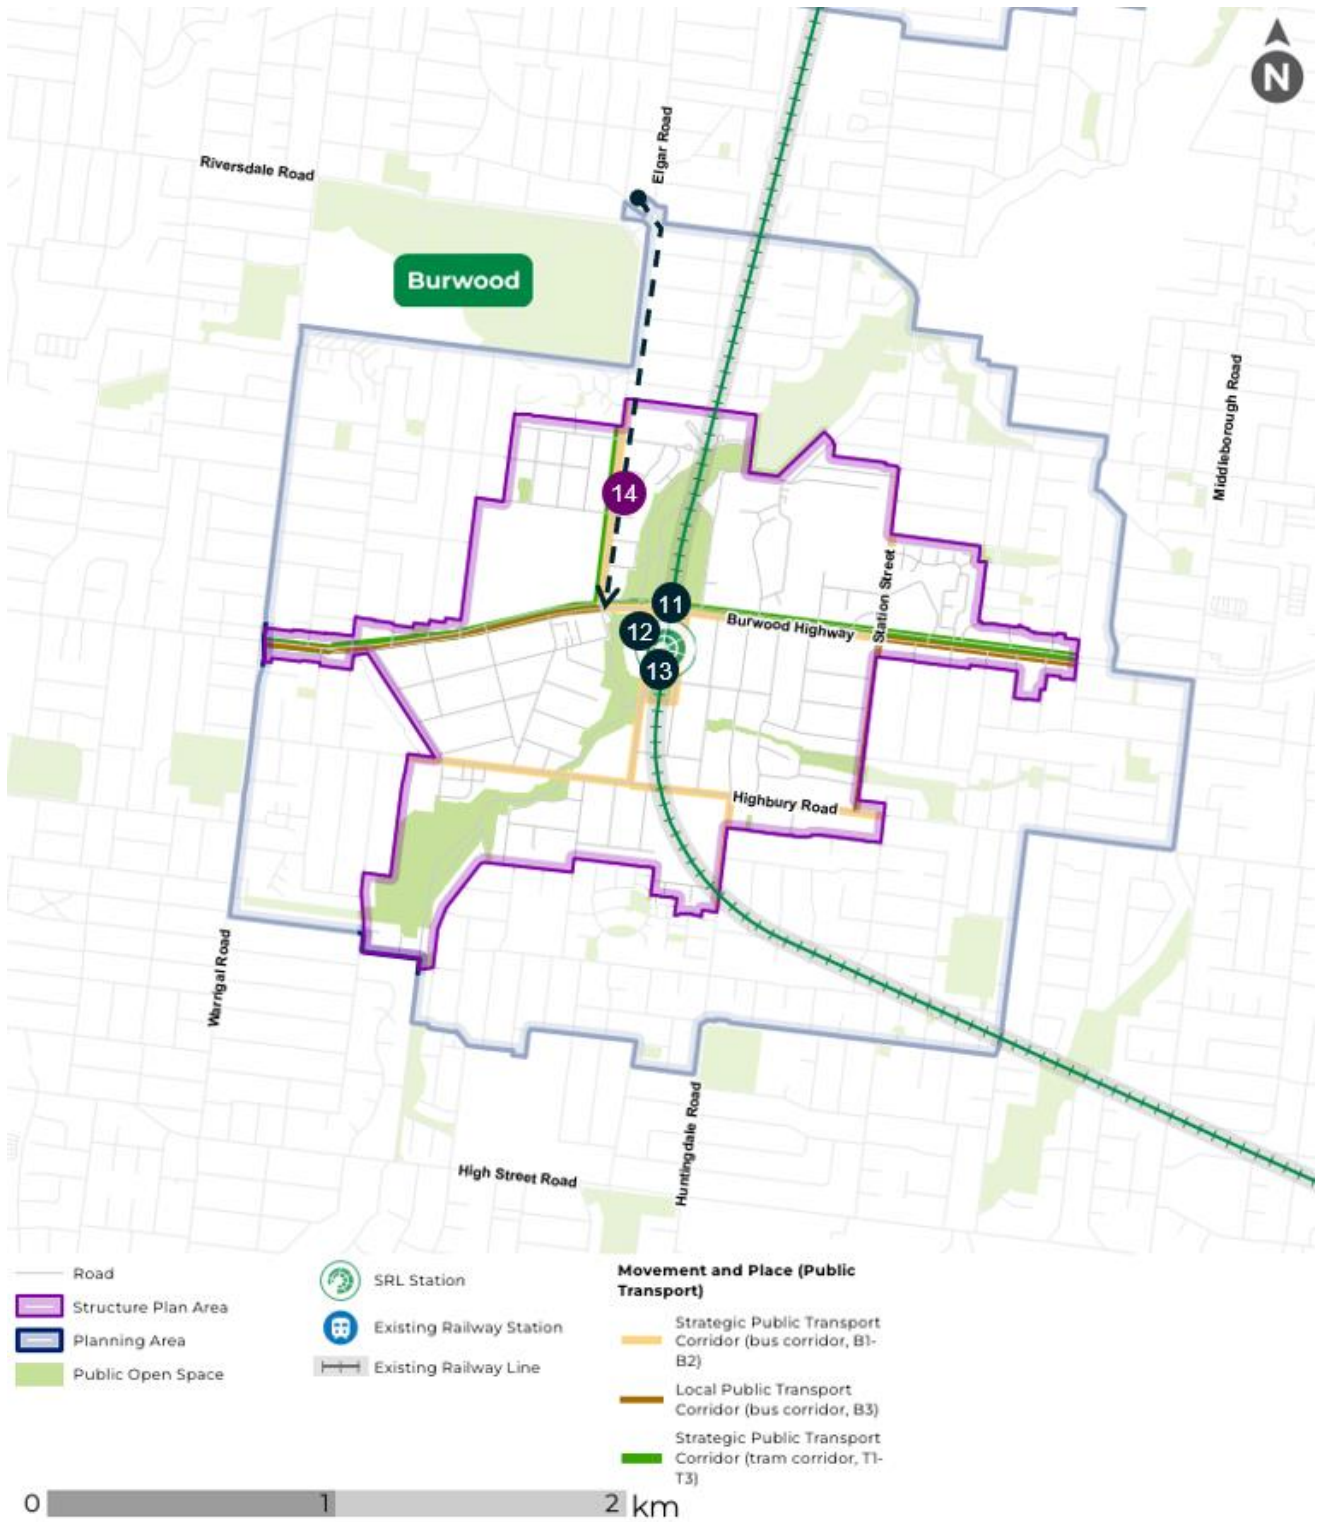 N
Elgar Road
Riversdale Road
Burwood
Middleborough Road
14
Station Street
11
Burwood Highway
12
13
Highbury Road
Warrigal Road
Huntingdale Road
High Street Road
Road
Structure Plan Area
Planning Area
Public Open Space
SRL Station
Existing Railway Station
Existing Railway Line
Movement and Place (Public
Transport)
Strategic Public Transport
Corridor (bus corridor, B1-
B2)
Local Public Transport
Corridor (bus corridor, B3)
Strategic Public Transport
Corridor (tram corridor, T1-
T3)
0 1 2 km